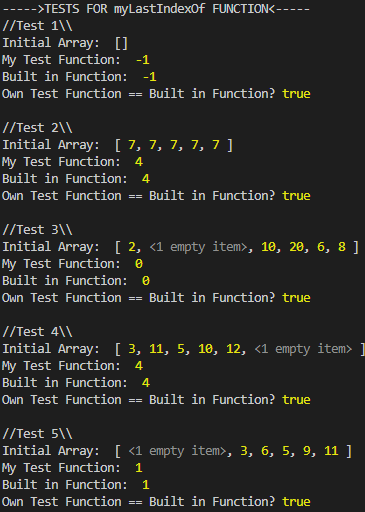 ----->TESTS FOR myLastIndexOf FUNCTION<-----
//Test 1\\
Initial Array:  []
My Test Function:  -1
Built in Function:  -1
Own Test Function == Built in Function? true

//Test 2\\
Initial Array:  [ 7, 7, 7, 7, 7 ]
My Test Function:  4
Built in Function:  4
Own Test Function == Built in Function? true

//Test 3\\
Initial Array:  [ 2, <1 empty item>, 10, 20, 6, 8 ]
My Test Function:  0
Built in Function:  0
Own Test Function == Built in Function? true

//Test 4\\
Initial Array:  [ 3, 11, 5, 10, 12, <1 empty item> ]
My Test Function:  4
Built in Function:  4
Own Test Function == Built in Function? true

//Test 5\\
Initial Array:  [ <1 empty item>, 3, 6, 5, 9, 11 ]
My Test Function:  1
Built in Function:  1
Own Test Function == Built in Function? true